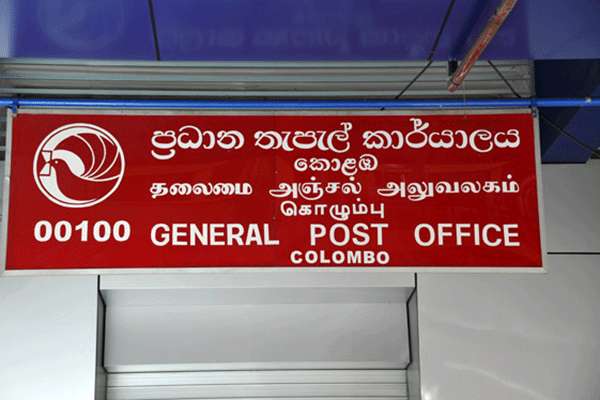 ප්‍රධාන තැපැල් කාර්යාලය
කොළඹ
தலைமை அஞ்சல் அலுவலகம்
கொழும்பு
00100 GENERAL POST OFFICE
COLOMBO